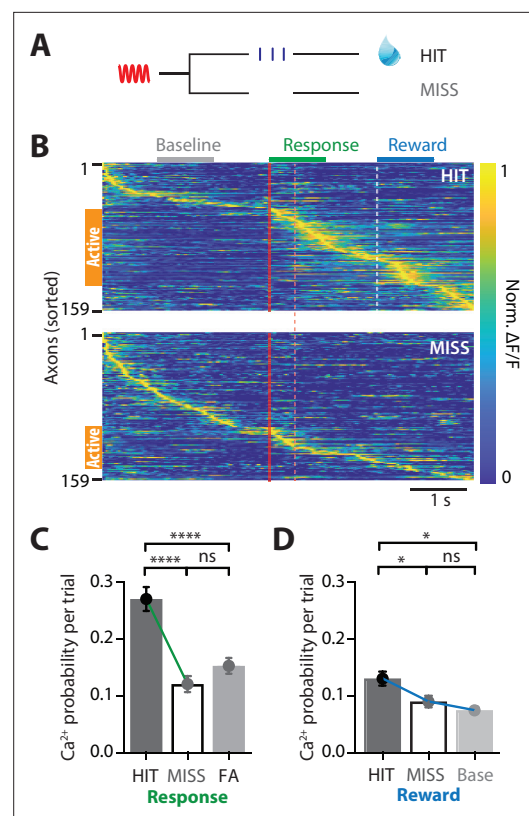 A
HIT
MISS
B
Baseline Response Reward
1
HIT
Active
159
1
MISS
Active
159
Axons (sorted)
1
Norm. ΔF/F
0
1 s
C
****
**** ns
Ca²⁺ probability per trial
0.3
0.2
0.1
0.0
HIT MISS FA
Response
D
*
* ns
Ca²⁺ probability per trial
0.3
0.2
0.1
0.0
HIT MISS Base
Reward